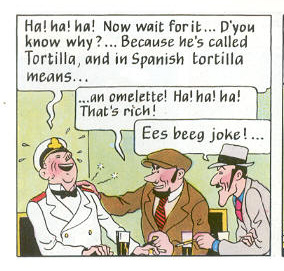 Ha! ha! ha! Now wait for it... D'you
know why?... Because he's called
Tortilla, and in Spanish tortilla
means...
...an omelette! Ha! ha! ha!
That's rich!
Ees beeg joke!...